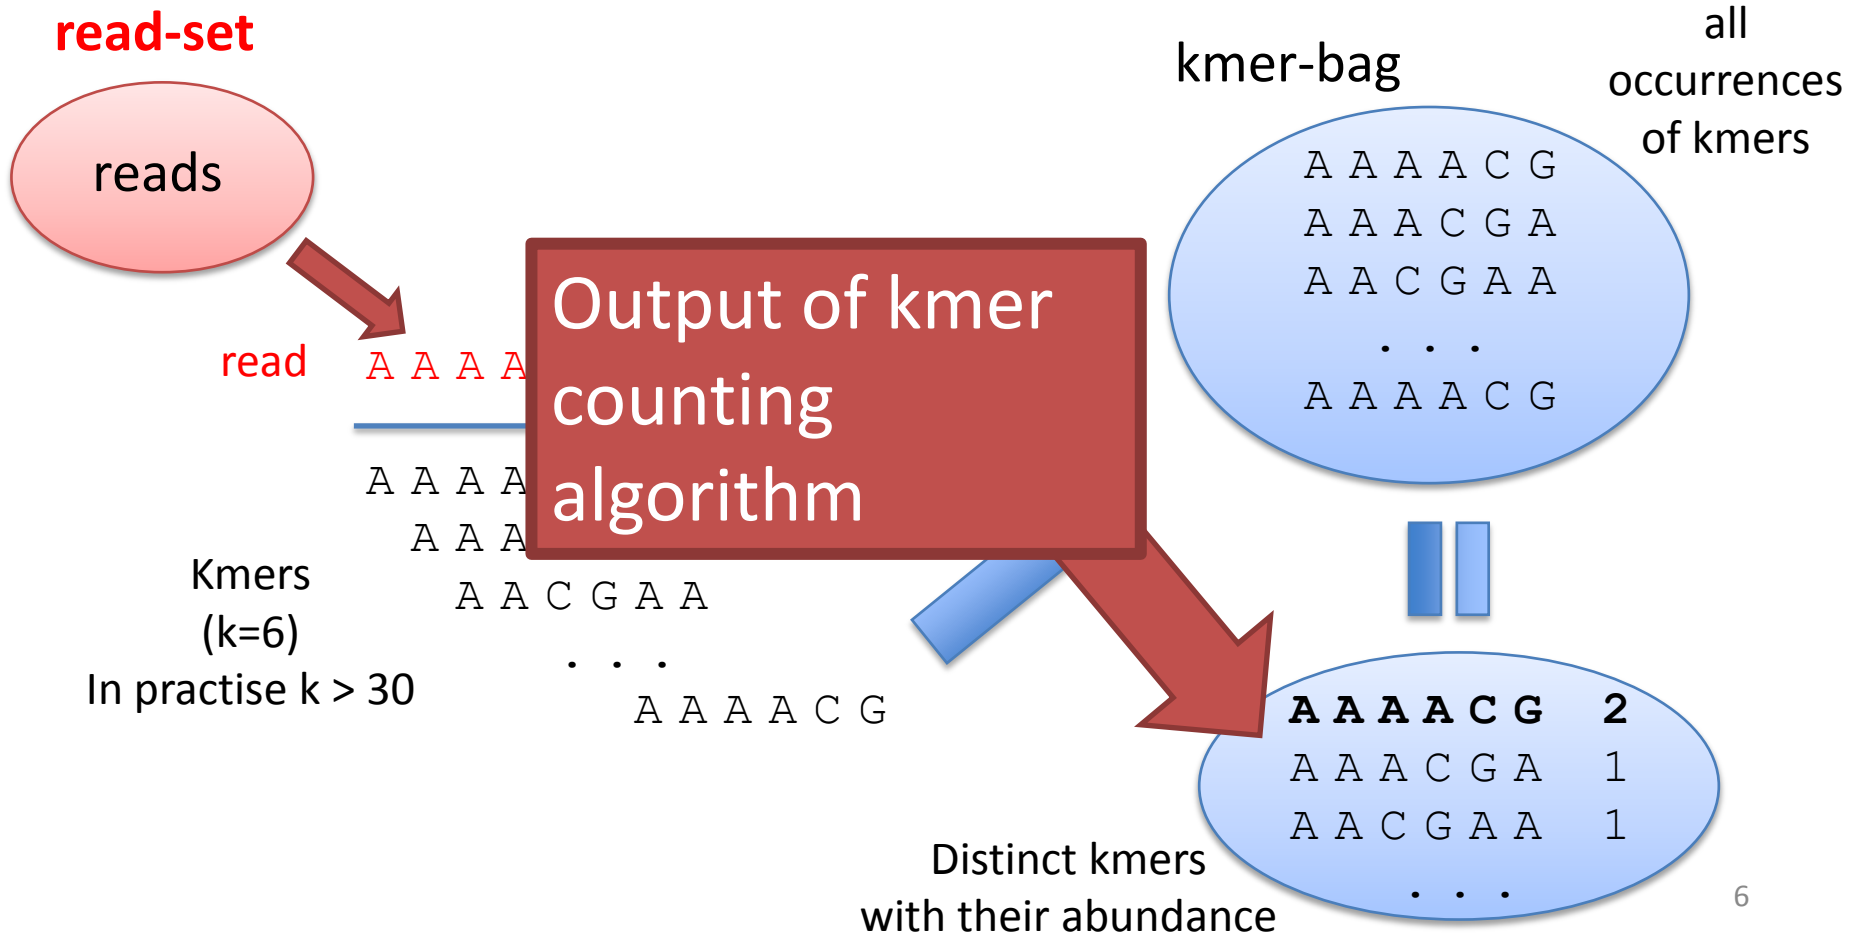 read-set
reads
read
A A A A
A A A A
A A A
A A C G A A
. . .
A A A A C G
Kmers
(k=6)
In practise k > 30
Output of kmer
counting
algorithm
kmer-bag
all
occurrences
of kmers
A A A A C G
A A A C G A
A A C G A A
. . .
A A A A C G
A A A A C G 2
A A A C G A 1
A A C G A A 1
. . .
Distinct kmers
with their abundance
6